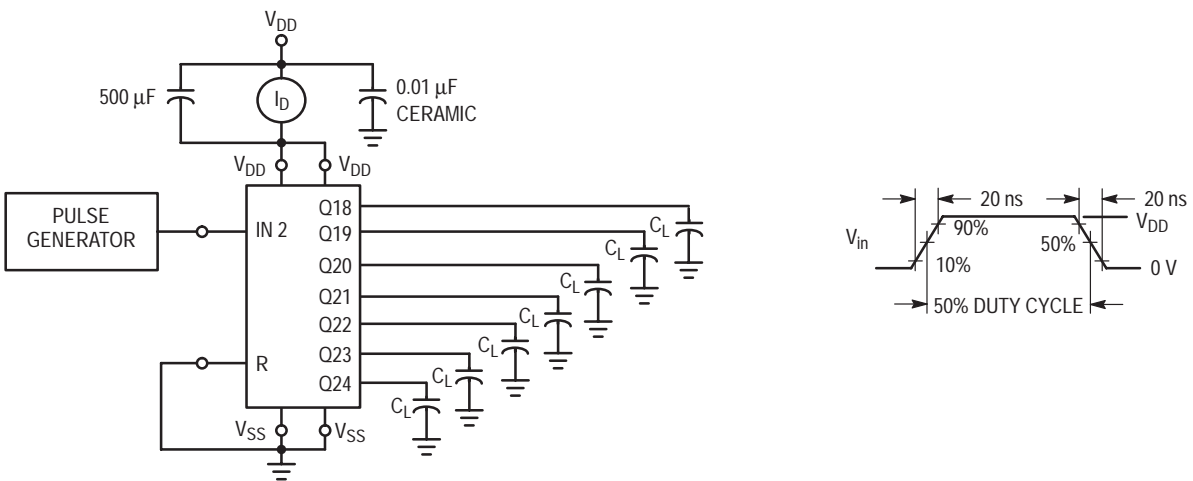 V_DD
500 μF
I_D
0.01 μF
CERAMIC
V_DD
V_DD
PULSE
GENERATOR
IN 2
R
Q18
Q19
Q20
Q21
Q22
Q23
Q24
C_L
C_L
C_L
C_L
C_L
C_L
C_L
V_SS
V_SS
20 ns
20 ns
V_DD
V_in
90%
50%
10%
0 V
50% DUTY CYCLE